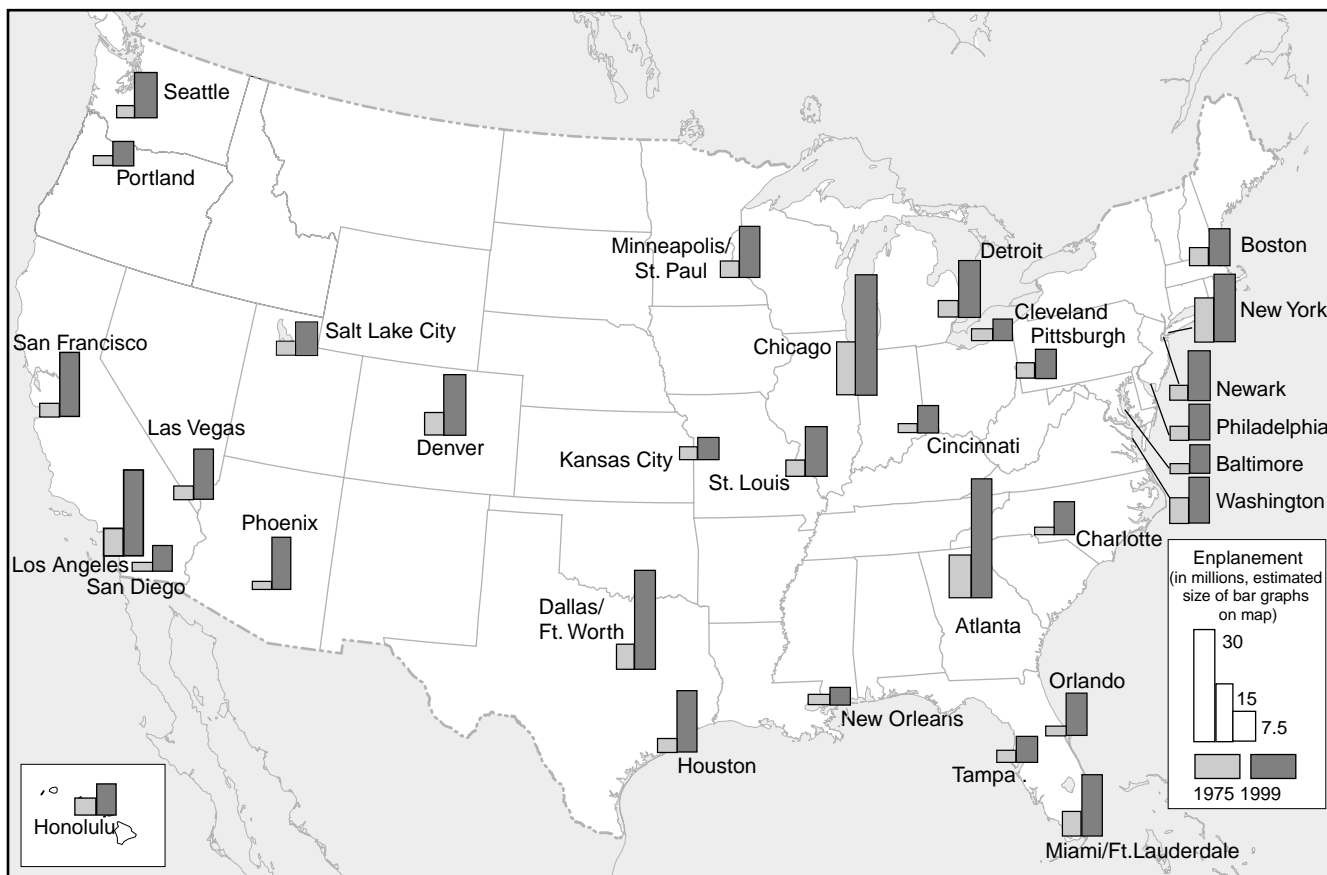 Seattle
Portland
Minneapolis/
St. Paul
Detroit
Boston
Cleveland
New York
Pittsburgh
Salt Lake City
San Francisco
Chicago
Newark
Las Vegas
Denver
Philadelphia
Cincinnati
Kansas City
Baltimore
St. Louis
Washington
Phoenix
Charlotte
Los Angeles
San Diego
Dallas/
Ft. Worth
Atlanta
Enplanement
(in millions, estimated
size of bar graphs
on map)
30
15
7.5
1975 1999
Orlando
New Orleans
Houston
Tampa .
Honolulu
Miami/Ft.Lauderdale